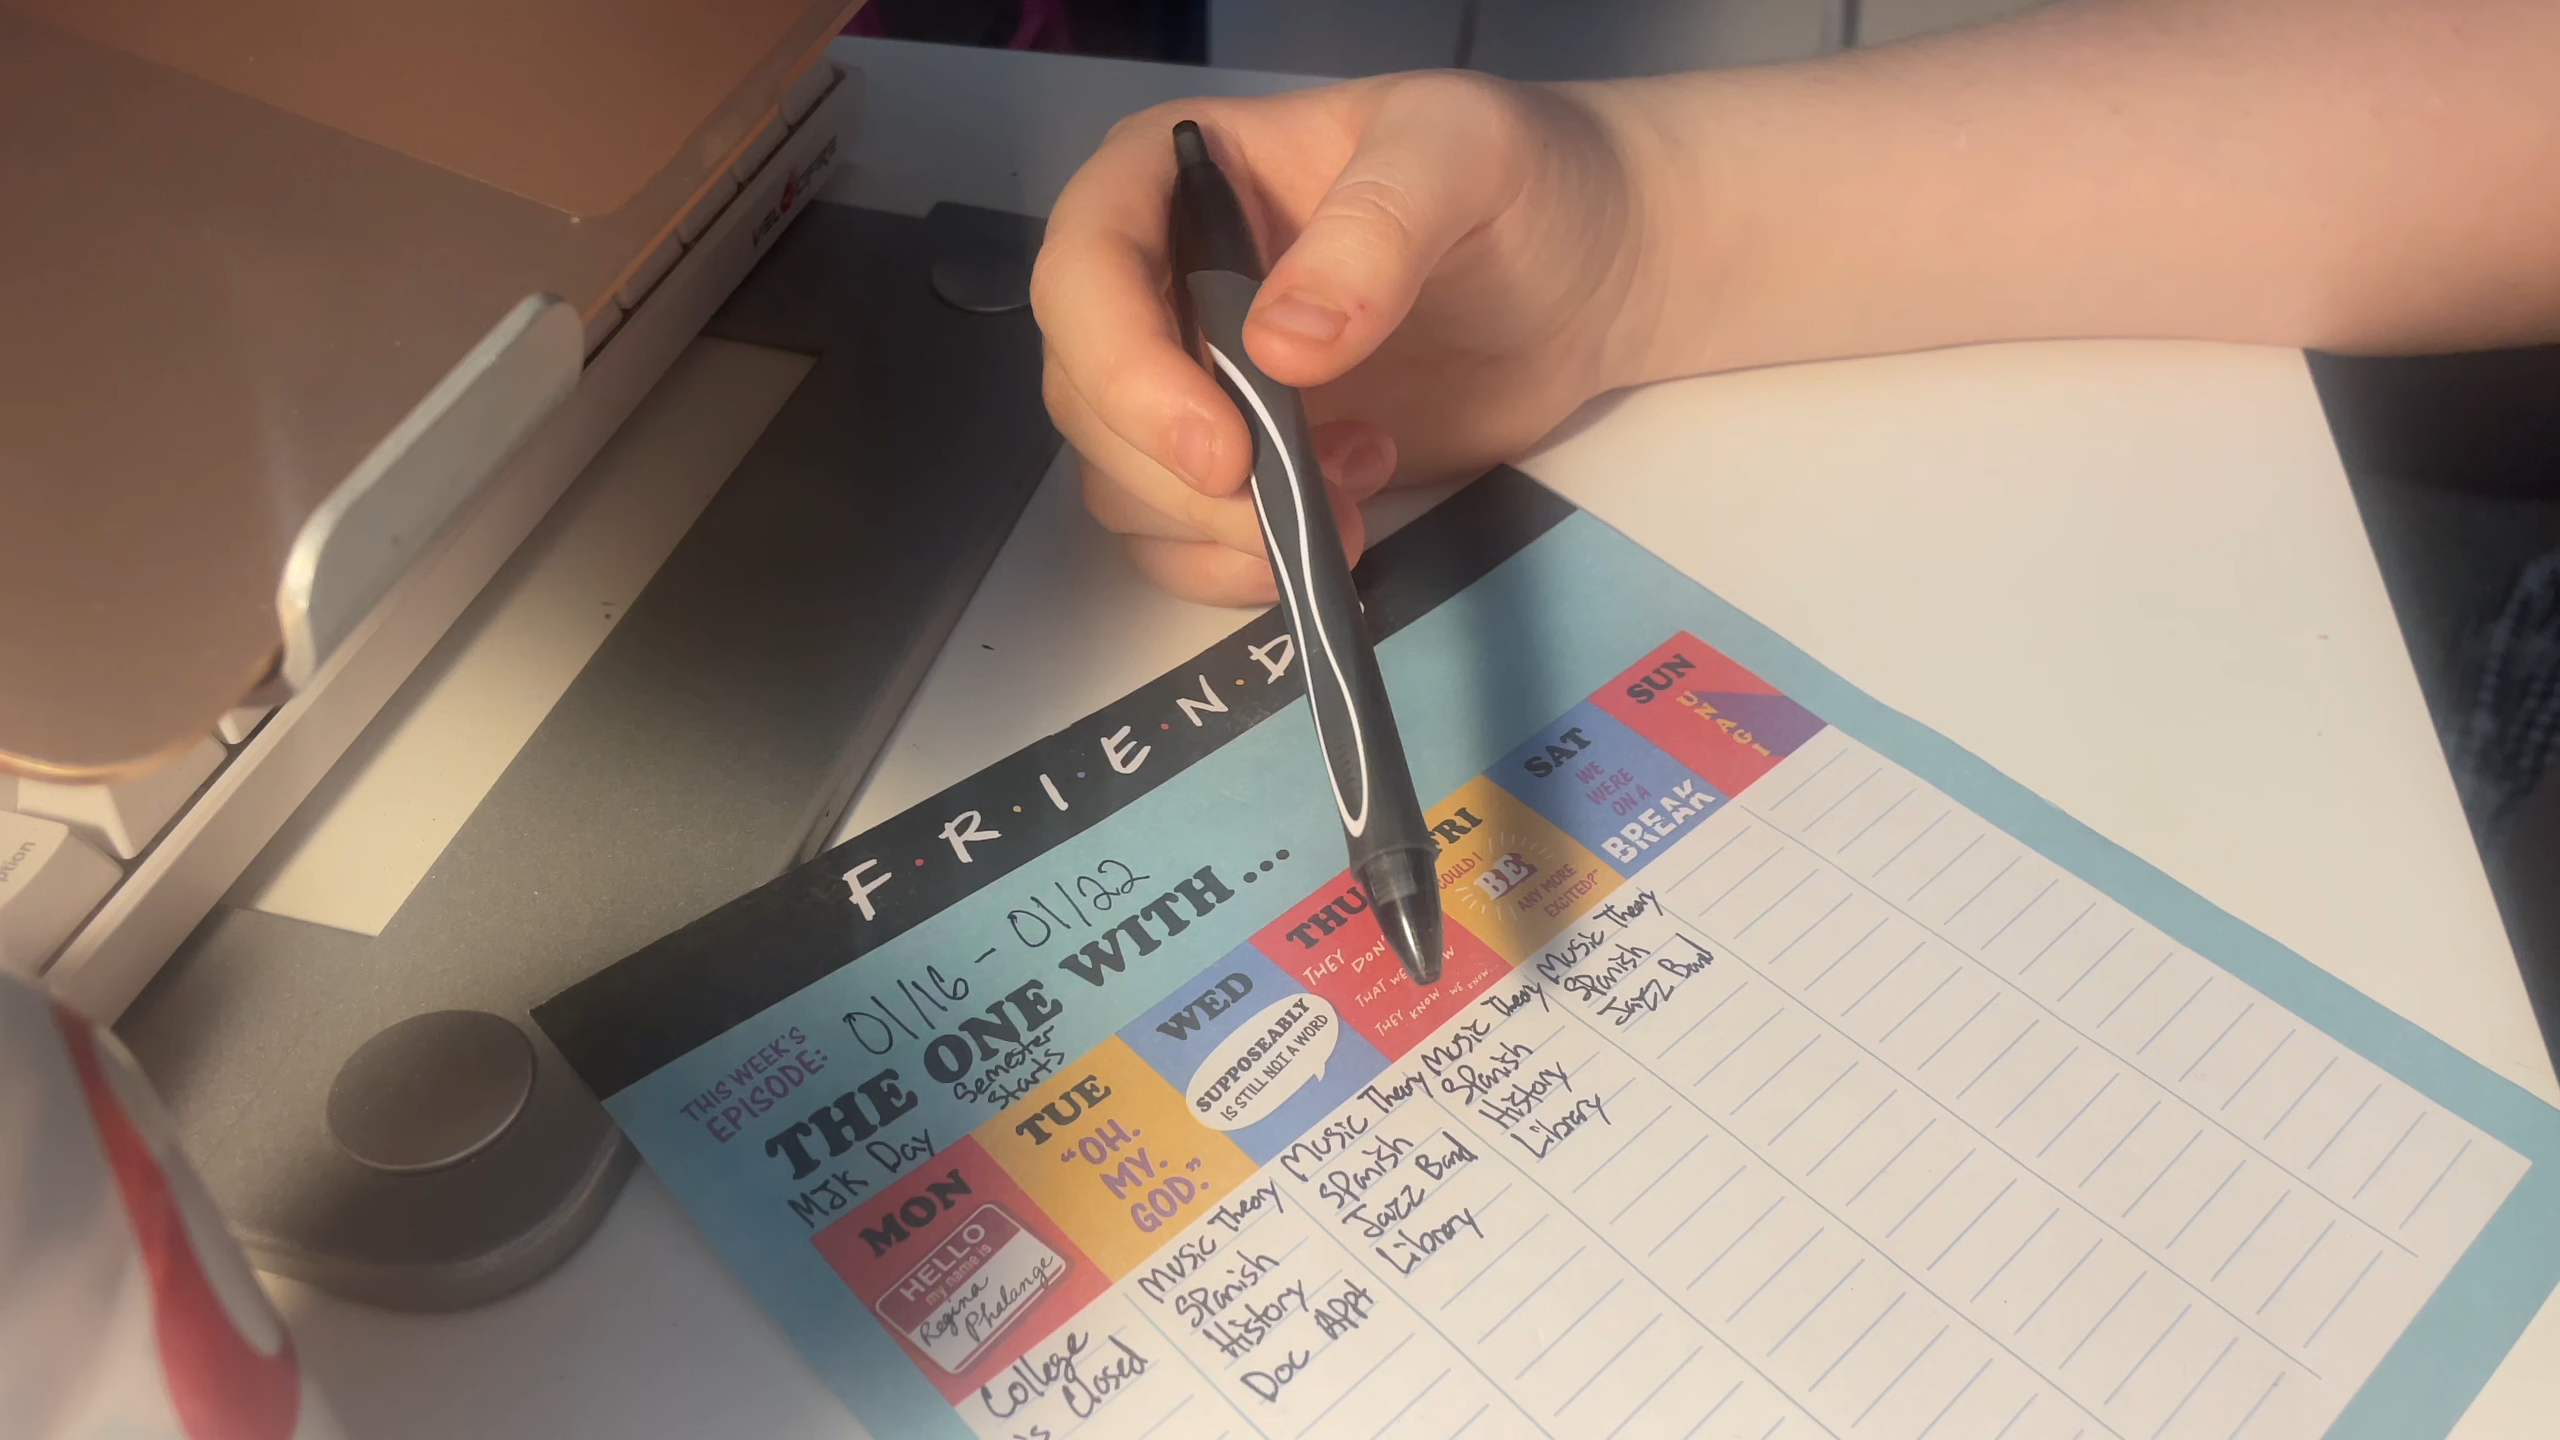 VELOCIFIRE
ption
F·R·I·E·N·D
THIS WEEK'S
EPISODE:
01/16 - 01/22
THE ONE WITH...
MJK Day
Semester
Starts
MON
HELLO
my name is
Regina
Phalange
College
Closed
TUE
"OH.
MY.
GOD."
Music Theory
Spanish
History
Doc Appt
WED
SUPPOSEABLY
IS STILL NOT A WORD
Music Theory
Spanish
Jazz Band
Library
THU
THEY DON'
THAT WE W
THEY KNOW WE KNOW...
Music Theory
Spanish
History
Library
FRI
COULD I
BE
ANY MORE
EXCITED?"
Music Theory
Spanish
Jazz Band
SAT
WE
WERE
ON A
BREAK
SUN
UNAGI